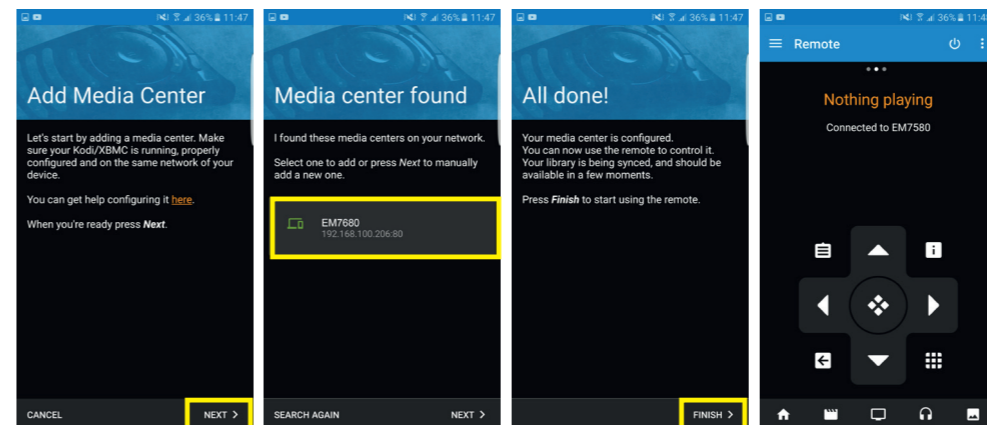 36% 11:47
Add Media Center
Let's start by adding a media center. Make
sure your Kodi/XBMC is running, properly
configured and on the same network of your
device.
You can get help configuring it here.
When you're ready press Next.
CANCEL
NEXT
36% 11:47
Media center found
I found these media centers on your network.
Select one to add or press Next to manually
add a new one.
EM7680
192.168.100.206:80
SEARCH AGAIN
NEXT
36% 11:47
All done!
Your media center is configured.
You can now use the remote to control it.
Your library is being synced, and should be
available in a few moments.
Press Finish to start using the remote.
FINISH
36% 11:48
Remote
Nothing playing
Connected to EM7580